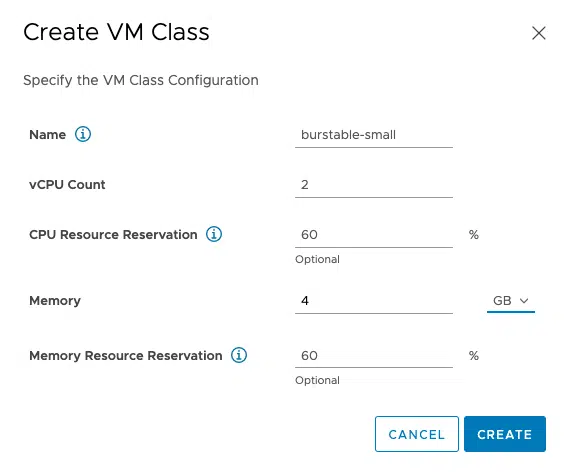 Create VM Class
Specify the VM Class Configuration
Name burstable-small
vCPU Count 2
CPU Resource Reservation 60 %
Optional
Memory 4 GB
Memory Resource Reservation 60 %
Optional
CANCEL CREATE